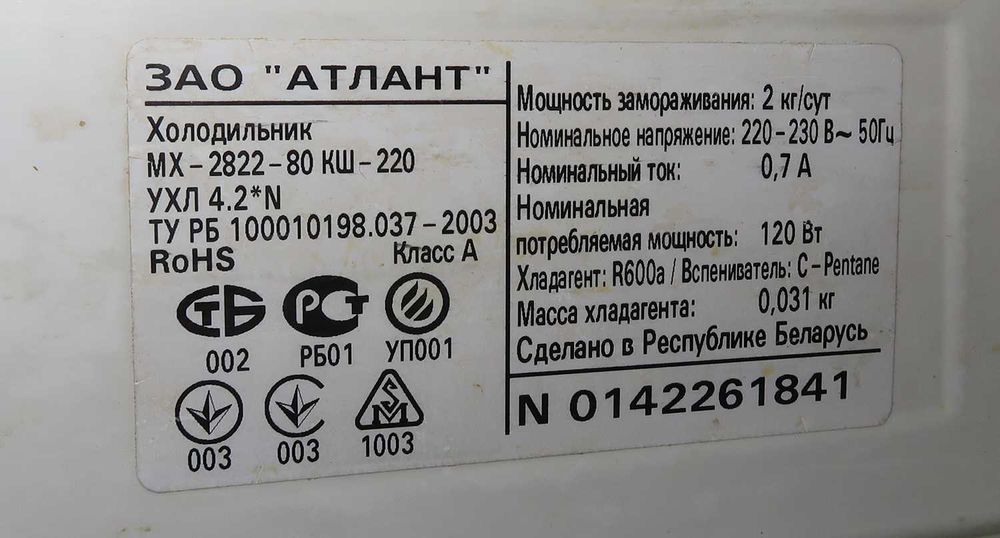 ЗАО "АТЛАНТ"
Холодильник
МХ-2822-80 КШ-220
УХЛ 4.2*N
ТУ РБ 100010198.037-2003
RoHS Класс А
СТБ РСТ
002 РБ01 УП001
003 003 1003
Мощность замораживания: 2 кг/сут
Номинальное напряжение: 220-230 В~ 50Гц
Номинальный ток: 0,7 А
Номинальная
потребляемая мощность: 120 Вт
Хладагент: R600a / Вспениватель: C-Pentane
Масса хладагента: 0,031 кг
Сделано в Республике Беларусь
N 0142261841